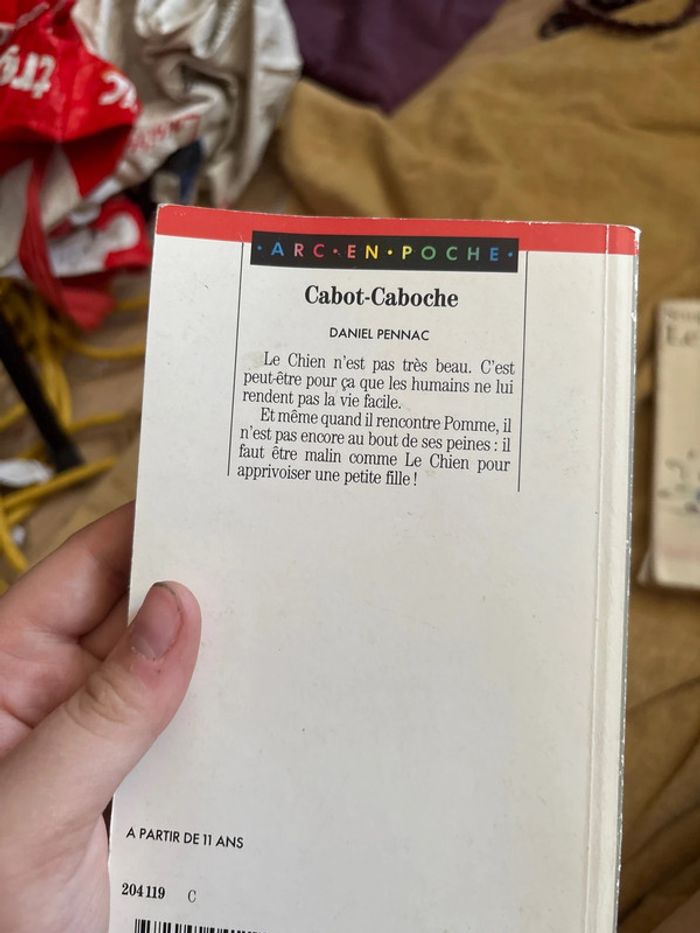 ·ARC·EN·POCHE·
Cabot-Caboche
DANIEL PENNAC
Le Chien n'est pas très beau. C'est
peut-être pour ça que les humains ne lui
rendent pas la vie facile.
Et même quand il rencontre Pomme, il
n'est pas encore au bout de ses peines : il
faut être malin comme Le Chien pour
apprivoiser une petite fille !
A PARTIR DE 11 ANS
204119 C